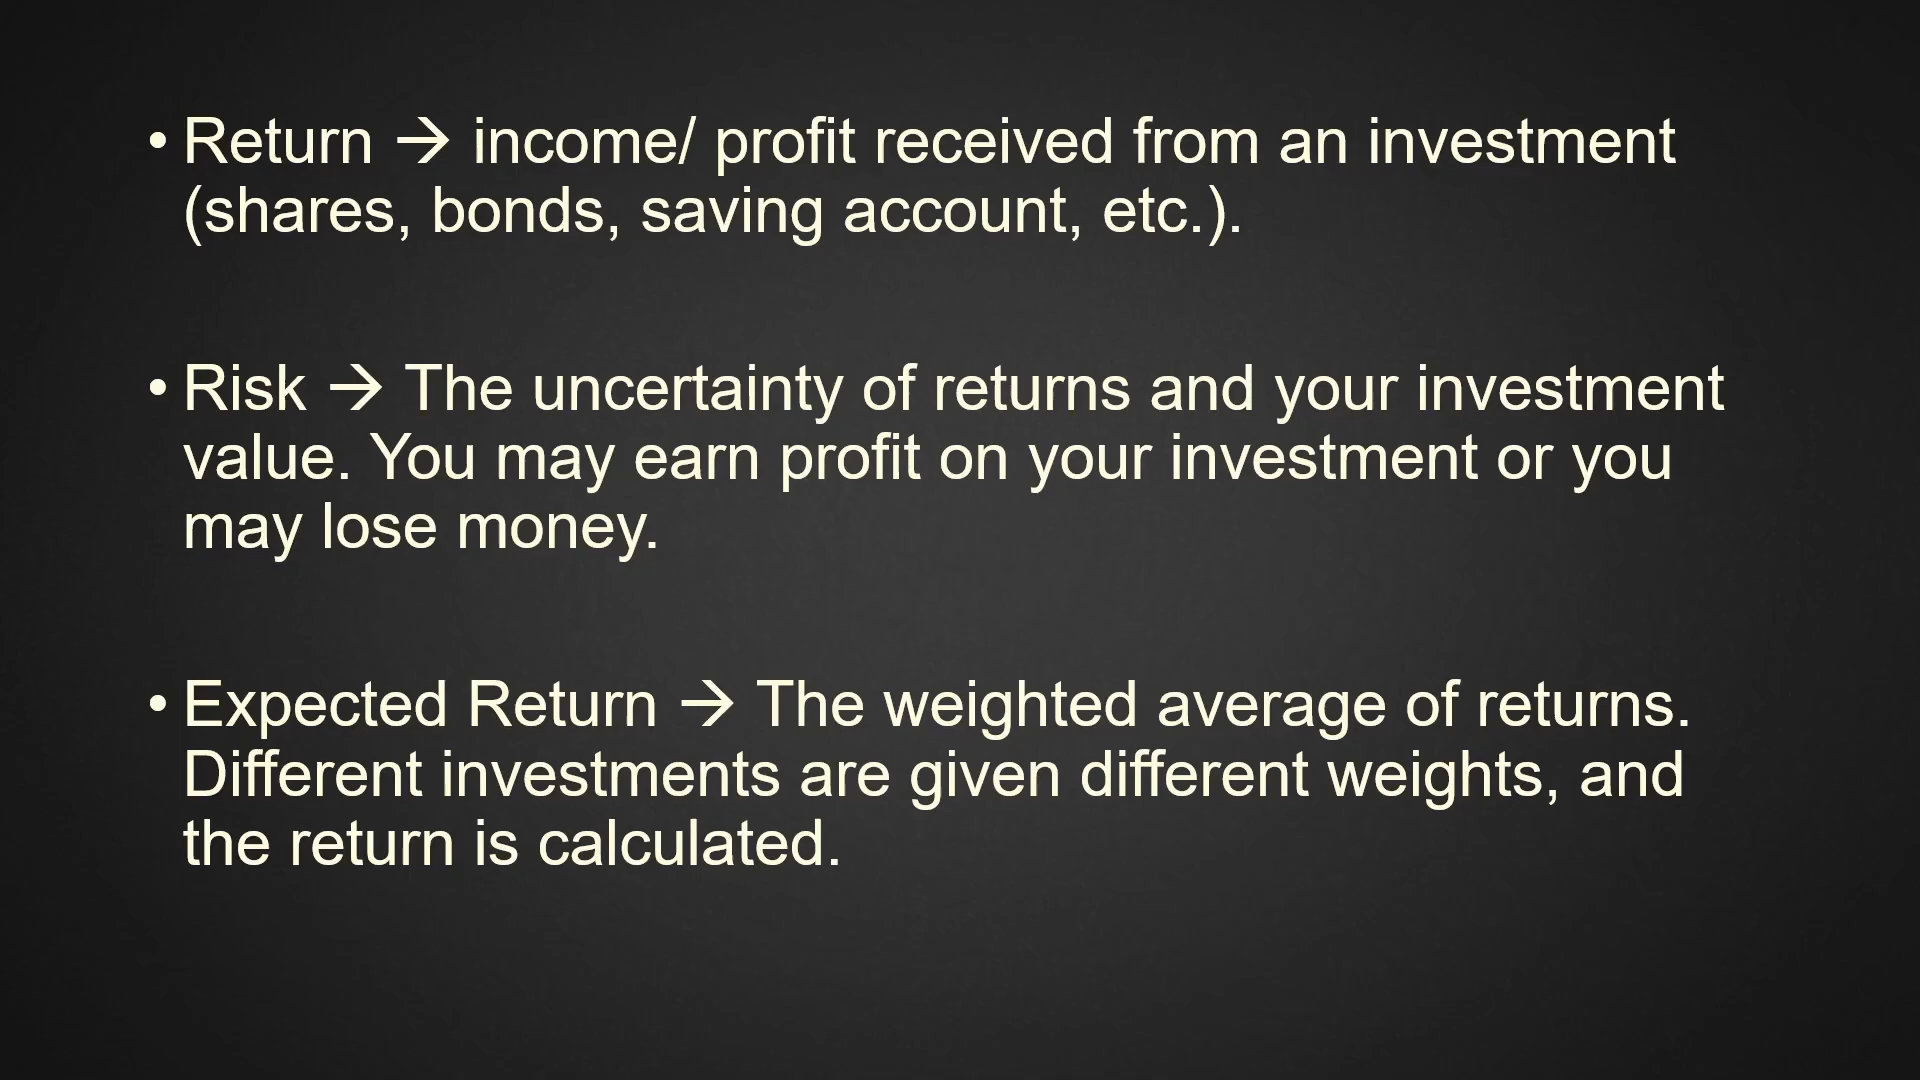 • Return → income/ profit received from an investment
(shares, bonds, saving account, etc.).
• Risk → The uncertainty of returns and your investment
value. You may earn profit on your investment or you
may lose money.
• Expected Return → The weighted average of returns.
Different investments are given different weights, and
the return is calculated.